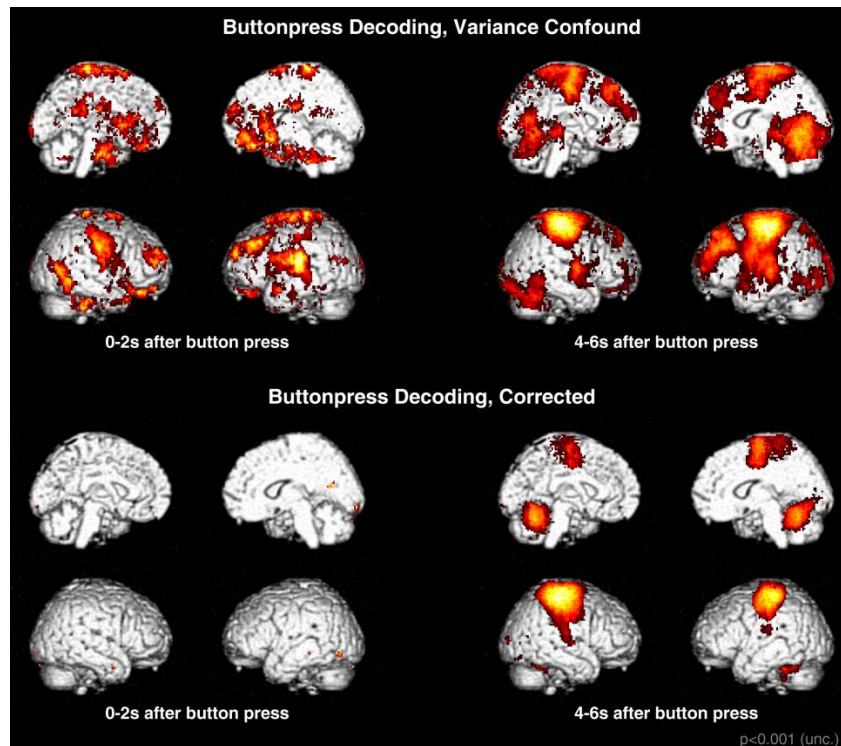 Buttonpress Decoding, Variance Confound
0-2s after button press
4-6s after button press
Buttonpress Decoding, Corrected
0-2s after button press
4-6s after button press
p<0.001 (unc.)